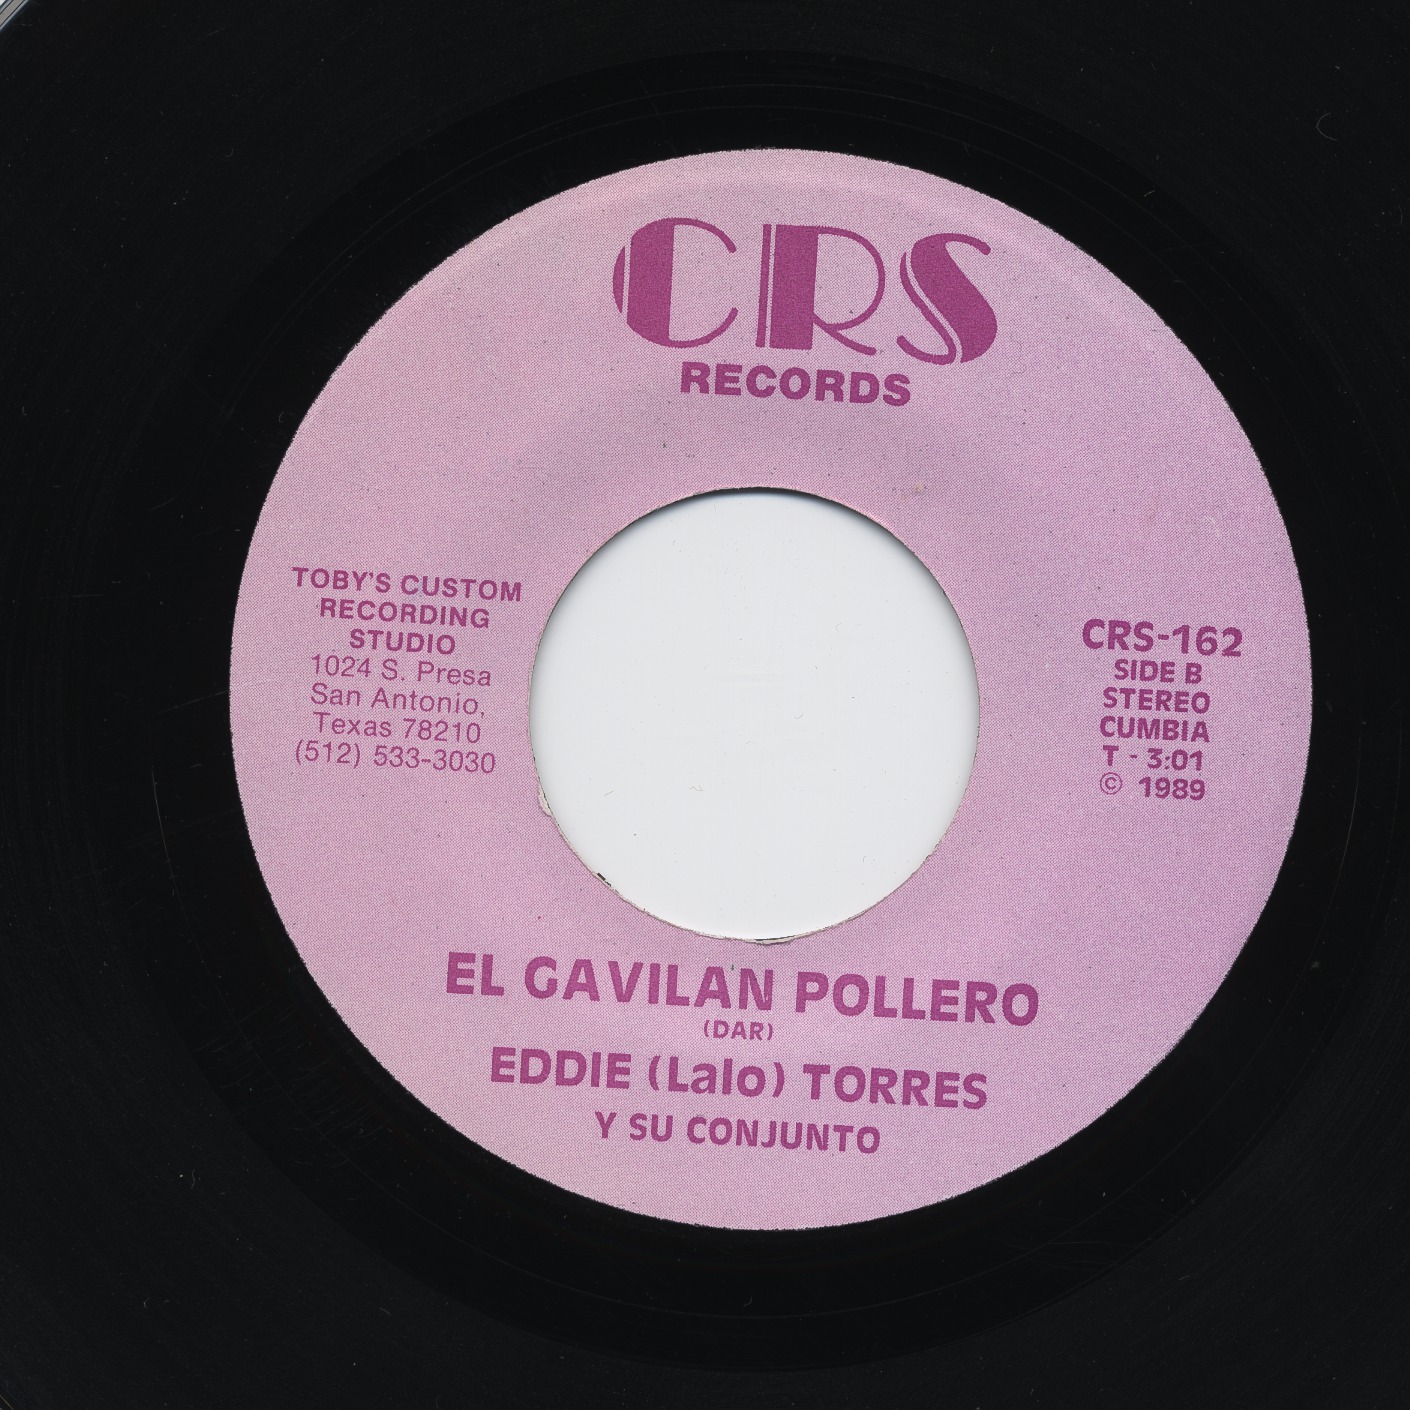 CRS
RECORDS
TOBY'S CUSTOM
RECORDING
STUDIO
1024 S. Presa
San Antonio,
Texas 78210
(512) 533-3030
CRS-162
SIDE B
STEREO
CUMBIA
T - 3:01
© 1989
EL GAVILAN POLLERO
(DAR)
EDDIE (Lalo) TORRES
Y SU CONJUNTO